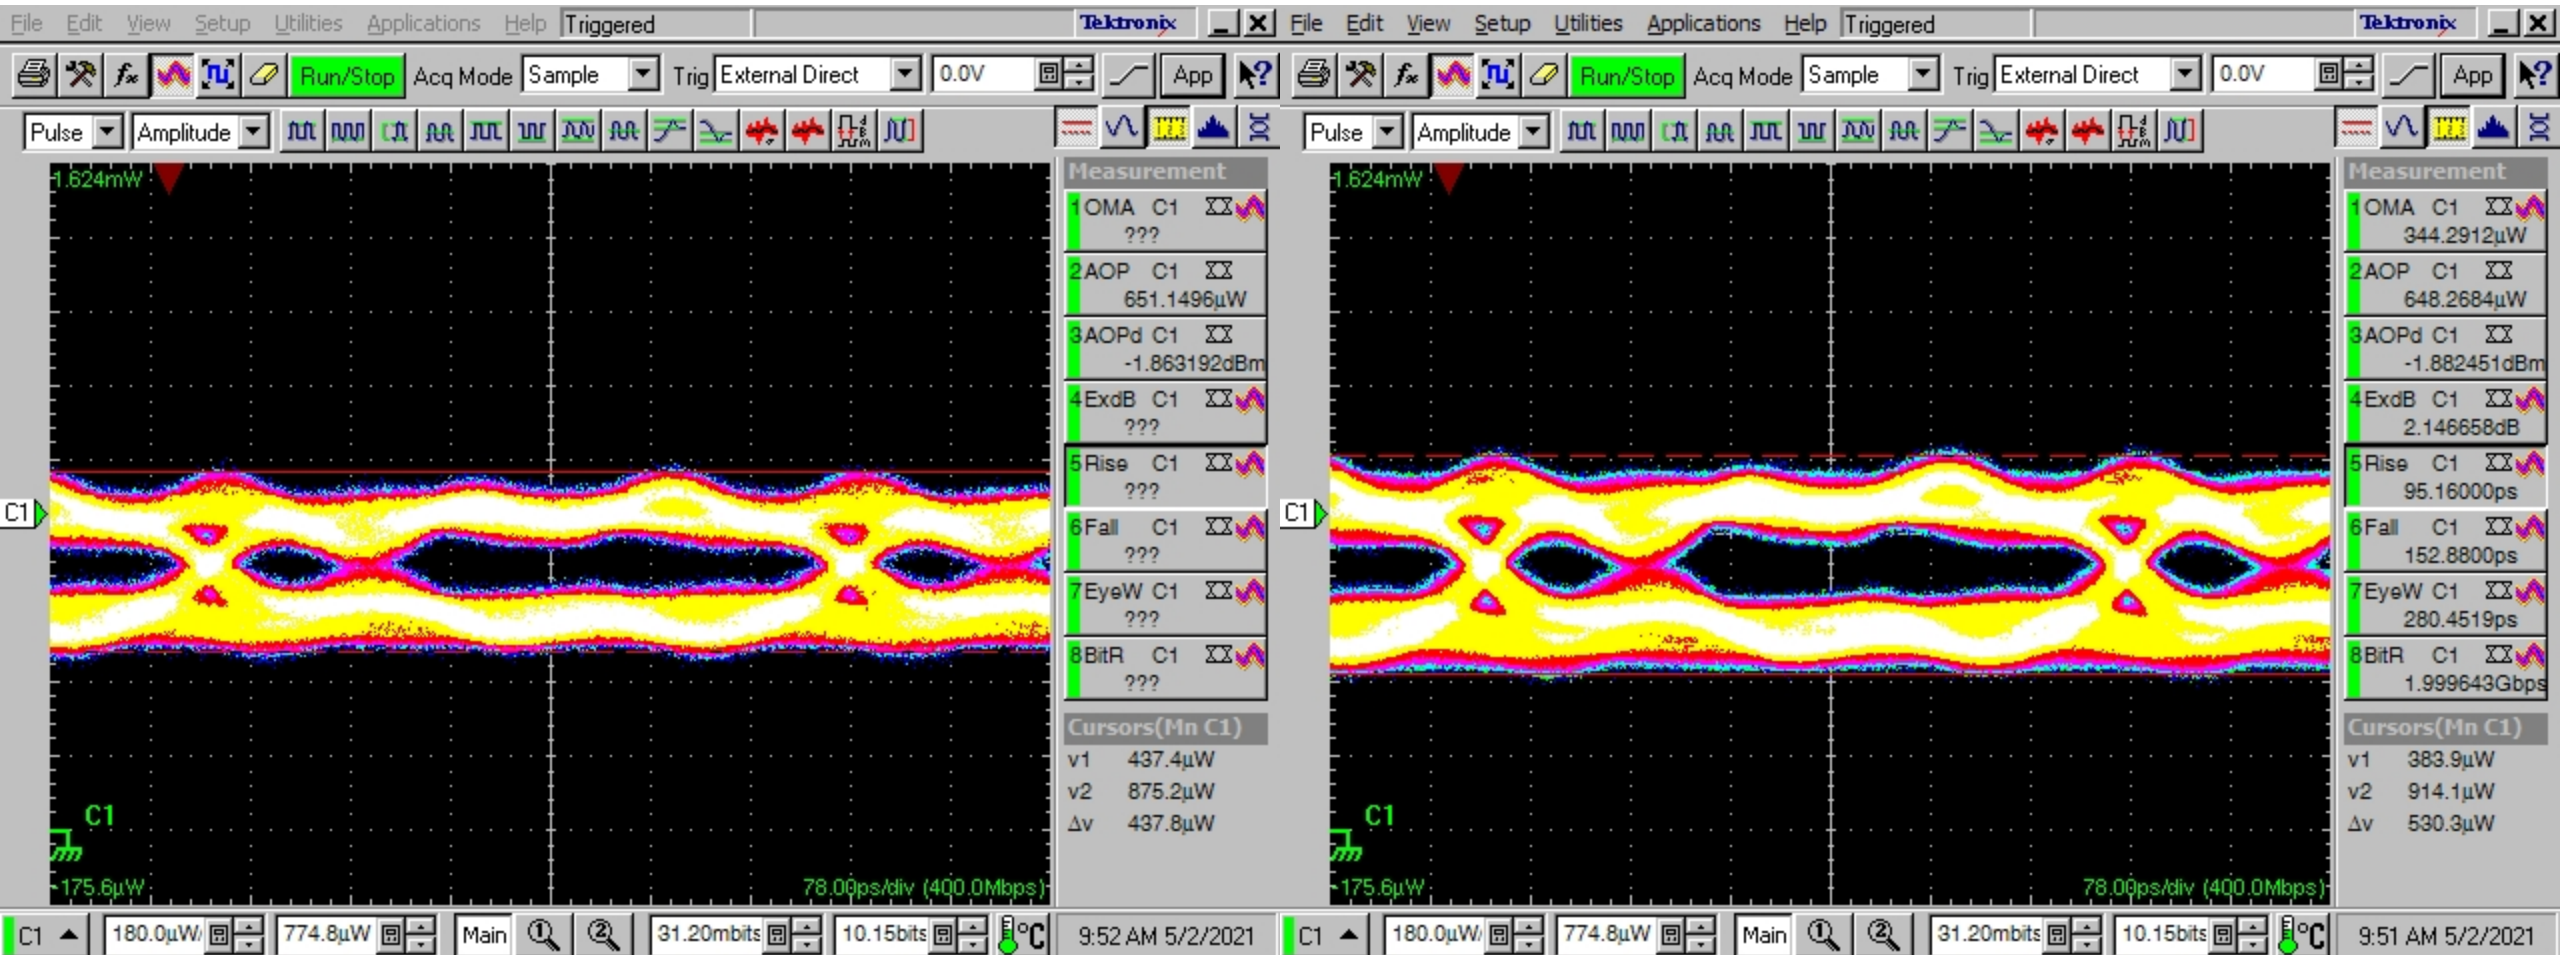 File Edit View Setup Utilities Applications Help Triggered Tektronix
Run/Stop Acq Mode Sample Trig External Direct 0.0V App
Pulse Amplitude
1.624mW
Measurement
1 OMA C1
???
2 AOP C1
651.1496µW
3 AOPd C1
-1.863192dBm
4 ExdB C1
???
5 Rise C1
???
6 Fall C1
???
7 EyeW C1
???
8 BitR C1
???
Cursors(Mn C1)
v1 437.4µW
v2 875.2µW
Δv 437.8µW
C1
C1
-175.6µW
78.00ps/div (400.0Mbps)
C1 180.0µW/ 774.8µW Main 1 2 31.20mbits 10.15bits °C 9:52 AM 5/2/2021
File Edit View Setup Utilities Applications Help Triggered Tektronix
Run/Stop Acq Mode Sample Trig External Direct 0.0V App
Pulse Amplitude
1.624mW
Measurement
1 OMA C1
344.2912µW
2 AOP C1
648.2684µW
3 AOPd C1
-1.882451dBm
4 ExdB C1
2.146658dB
5 Rise C1
95.16000ps
6 Fall C1
152.8800ps
7 EyeW C1
280.4519ps
8 BitR C1
1.999643Gbps
Cursors(Mn C1)
v1 383.9µW
v2 914.1µW
Δv 530.3µW
C1
C1
-175.6µW
78.00ps/div (400.0Mbps)
C1 180.0µW/ 774.8µW Main 1 2 31.20mbits 10.15bits °C 9:51 AM 5/2/2021